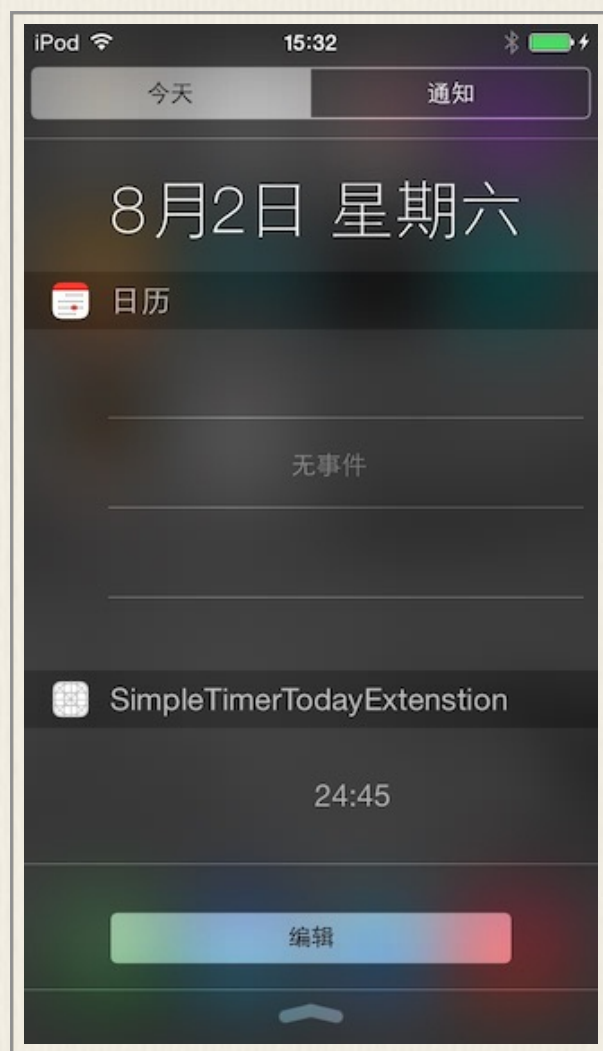 iPod 15:32
今天 通知
8月2日 星期六
日历
无事件
SimpleTimerTodayExtenstion
24:45
编辑